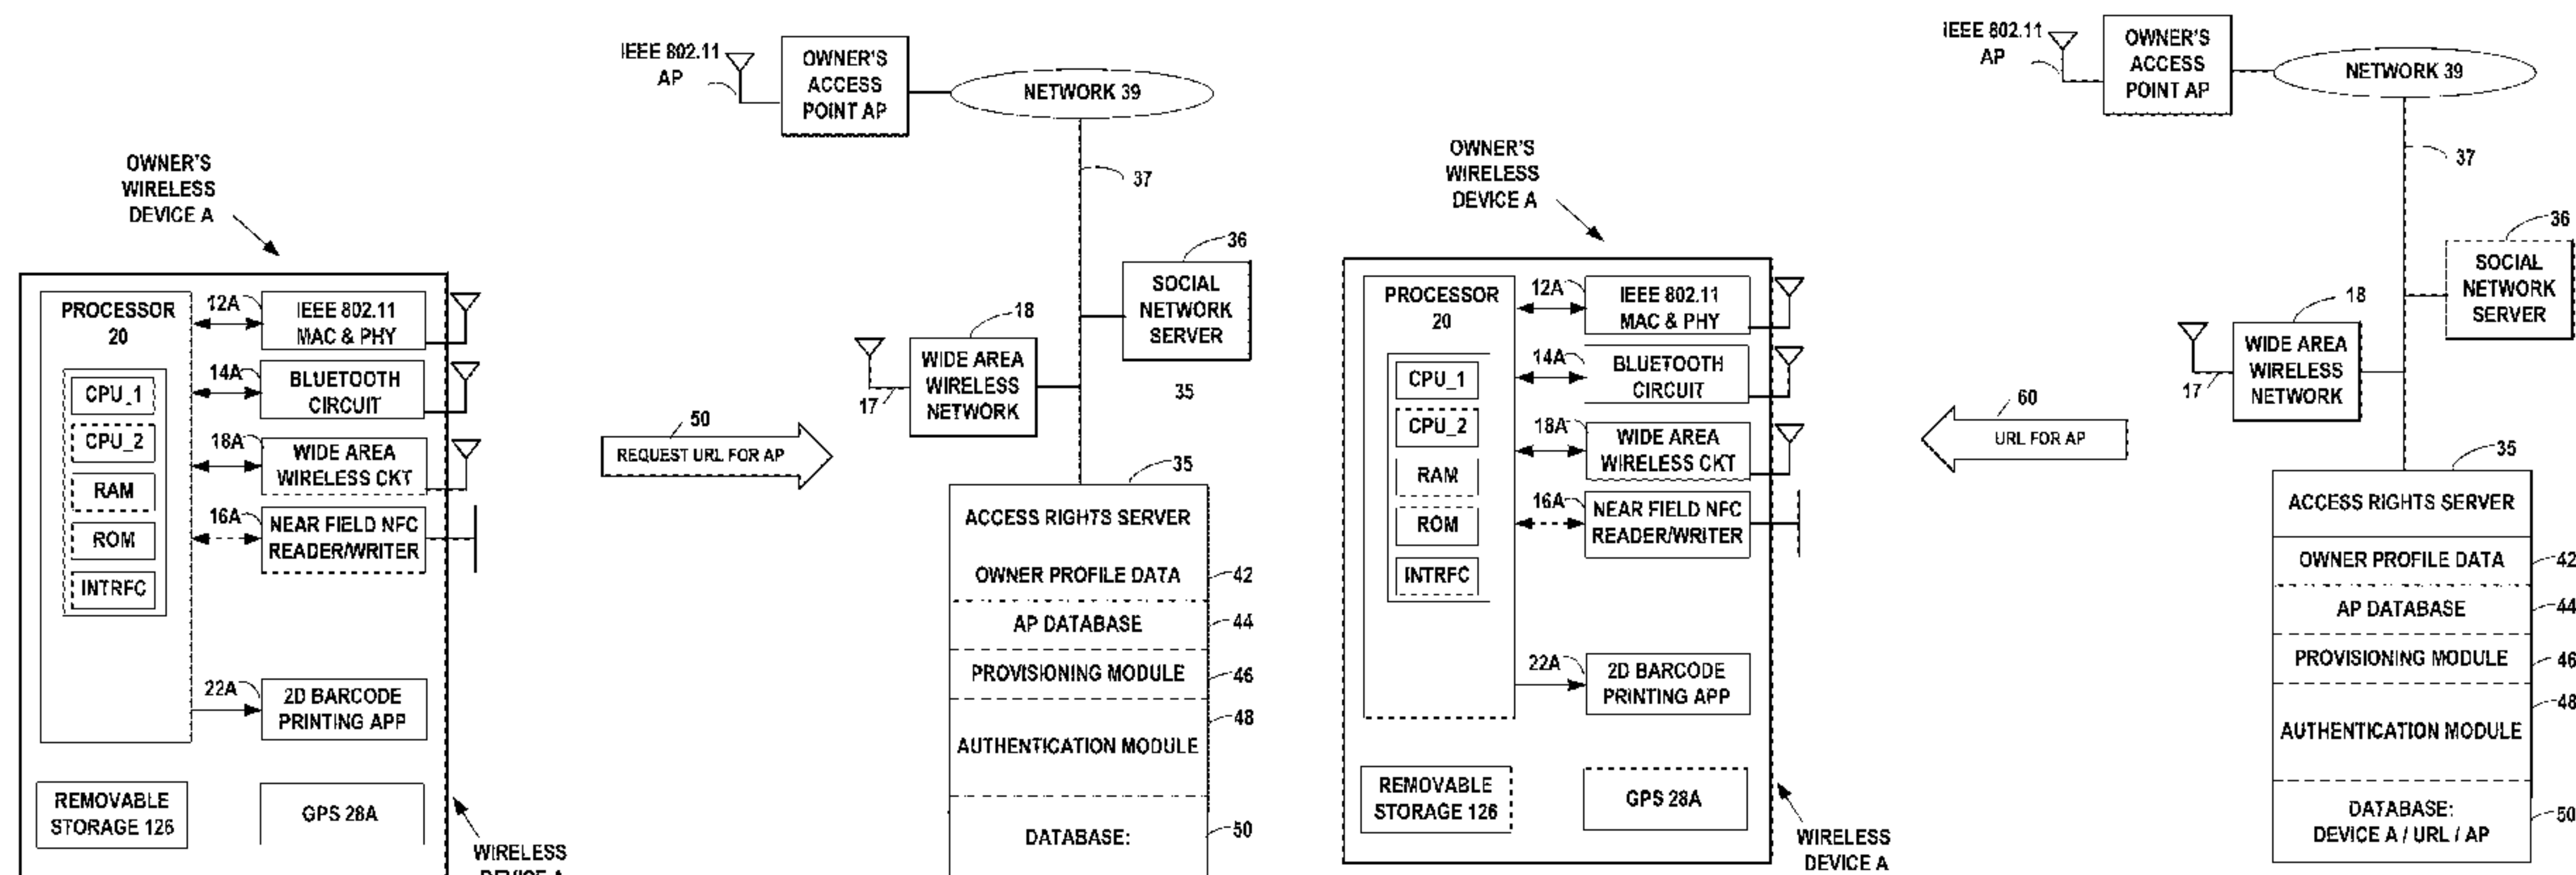 IEEE 802.11
AP
OWNER'S
ACCESS
POINT AP
NETWORK 39
37
OWNER'S
WIRELESS
DEVICE A
36
SOCIAL
NETWORK
SERVER
35
18
WIDE AREA
WIRELESS
NETWORK
17
PROCESSOR
20
CPU_1
CPU_2
RAM
ROM
INTRFC
12A
IEEE 802.11
MAC & PHY
14A
BLUETOOTH
CIRCUIT
18A
WIDE AREA
WIRELESS CKT
16A
NEAR FIELD NFC
READER/WRITER
22A
2D BARCODE
PRINTING APP
REMOVABLE
STORAGE 126
GPS 28A
WIRELESS
DEVICE A
50
REQUEST URL FOR AP
35
ACCESS RIGHTS SERVER
OWNER PROFILE DATA
42
AP DATABASE
44
PROVISIONING MODULE
46
48
AUTHENTICATION MODULE
DATABASE:
50
IEEE 802.11
AP
OWNER'S
ACCESS
POINT AP
NETWORK 39
37
OWNER'S
WIRELESS
DEVICE A
36
SOCIAL
NETWORK
SERVER
18
WIDE AREA
WIRELESS
NETWORK
17
PROCESSOR
20
CPU_1
CPU_2
RAM
ROM
INTRFC
12A
IEEE 802.11
MAC & PHY
14A
BLUETOOTH
CIRCUIT
18A
WIDE AREA
WIRELESS CKT
16A
NEAR FIELD NFC
READER/WRITER
22A
2D BARCODE
PRINTING APP
REMOVABLE
STORAGE 126
GPS 28A
WIRELESS
DEVICE A
60
URL FOR AP
35
ACCESS RIGHTS SERVER
OWNER PROFILE DATA
42
AP DATABASE
44
PROVISIONING MODULE
46
48
AUTHENTICATION MODULE
DATABASE:
DEVICE A / URL / AP
50